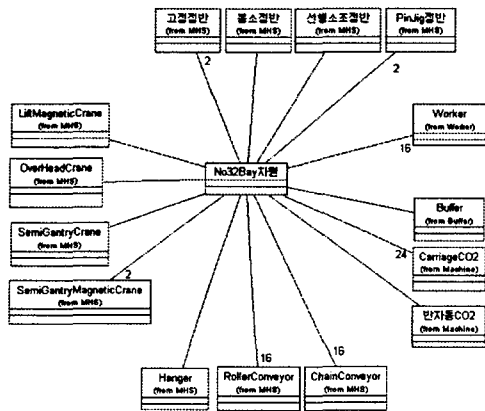 고정정반
(from MHS)
봉소정반
(from MHS)
선행소조정반
(from MHS)
PinJig정반
(from MHS)
2
2
LiftMagneticCrane
(from MHS)
Worker
(from Worker)
16
OverHeadCrane
(from MHS)
No32Bay자원
Buffer
(from Buffer)
SemiGantryCrane
(from MHS)
24
CarriageCO2
(from Machine)
2
SemiGantryMagneticCrane
(from MHS)
반자동CO2
(from Machine)
16
16
Hanger
(from MHS)
RollerConveyor
(from MHS)
ChainConveyor
(from MHS)